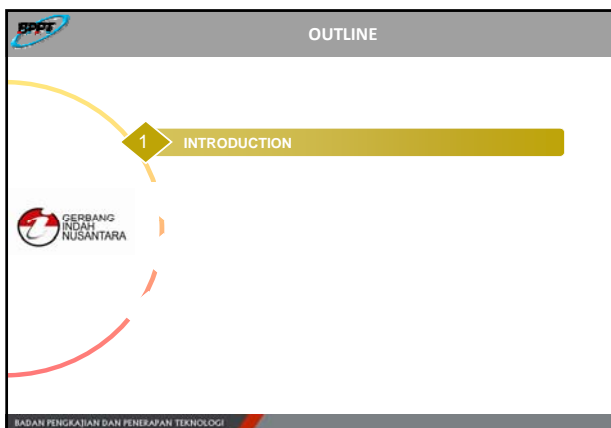 BPPT
OUTLINE
1
INTRODUCTION
GERBANG
INDAH
NUSANTARA
BADAN PENGKAJIAN DAN PENERAPAN TEKNOLOGI